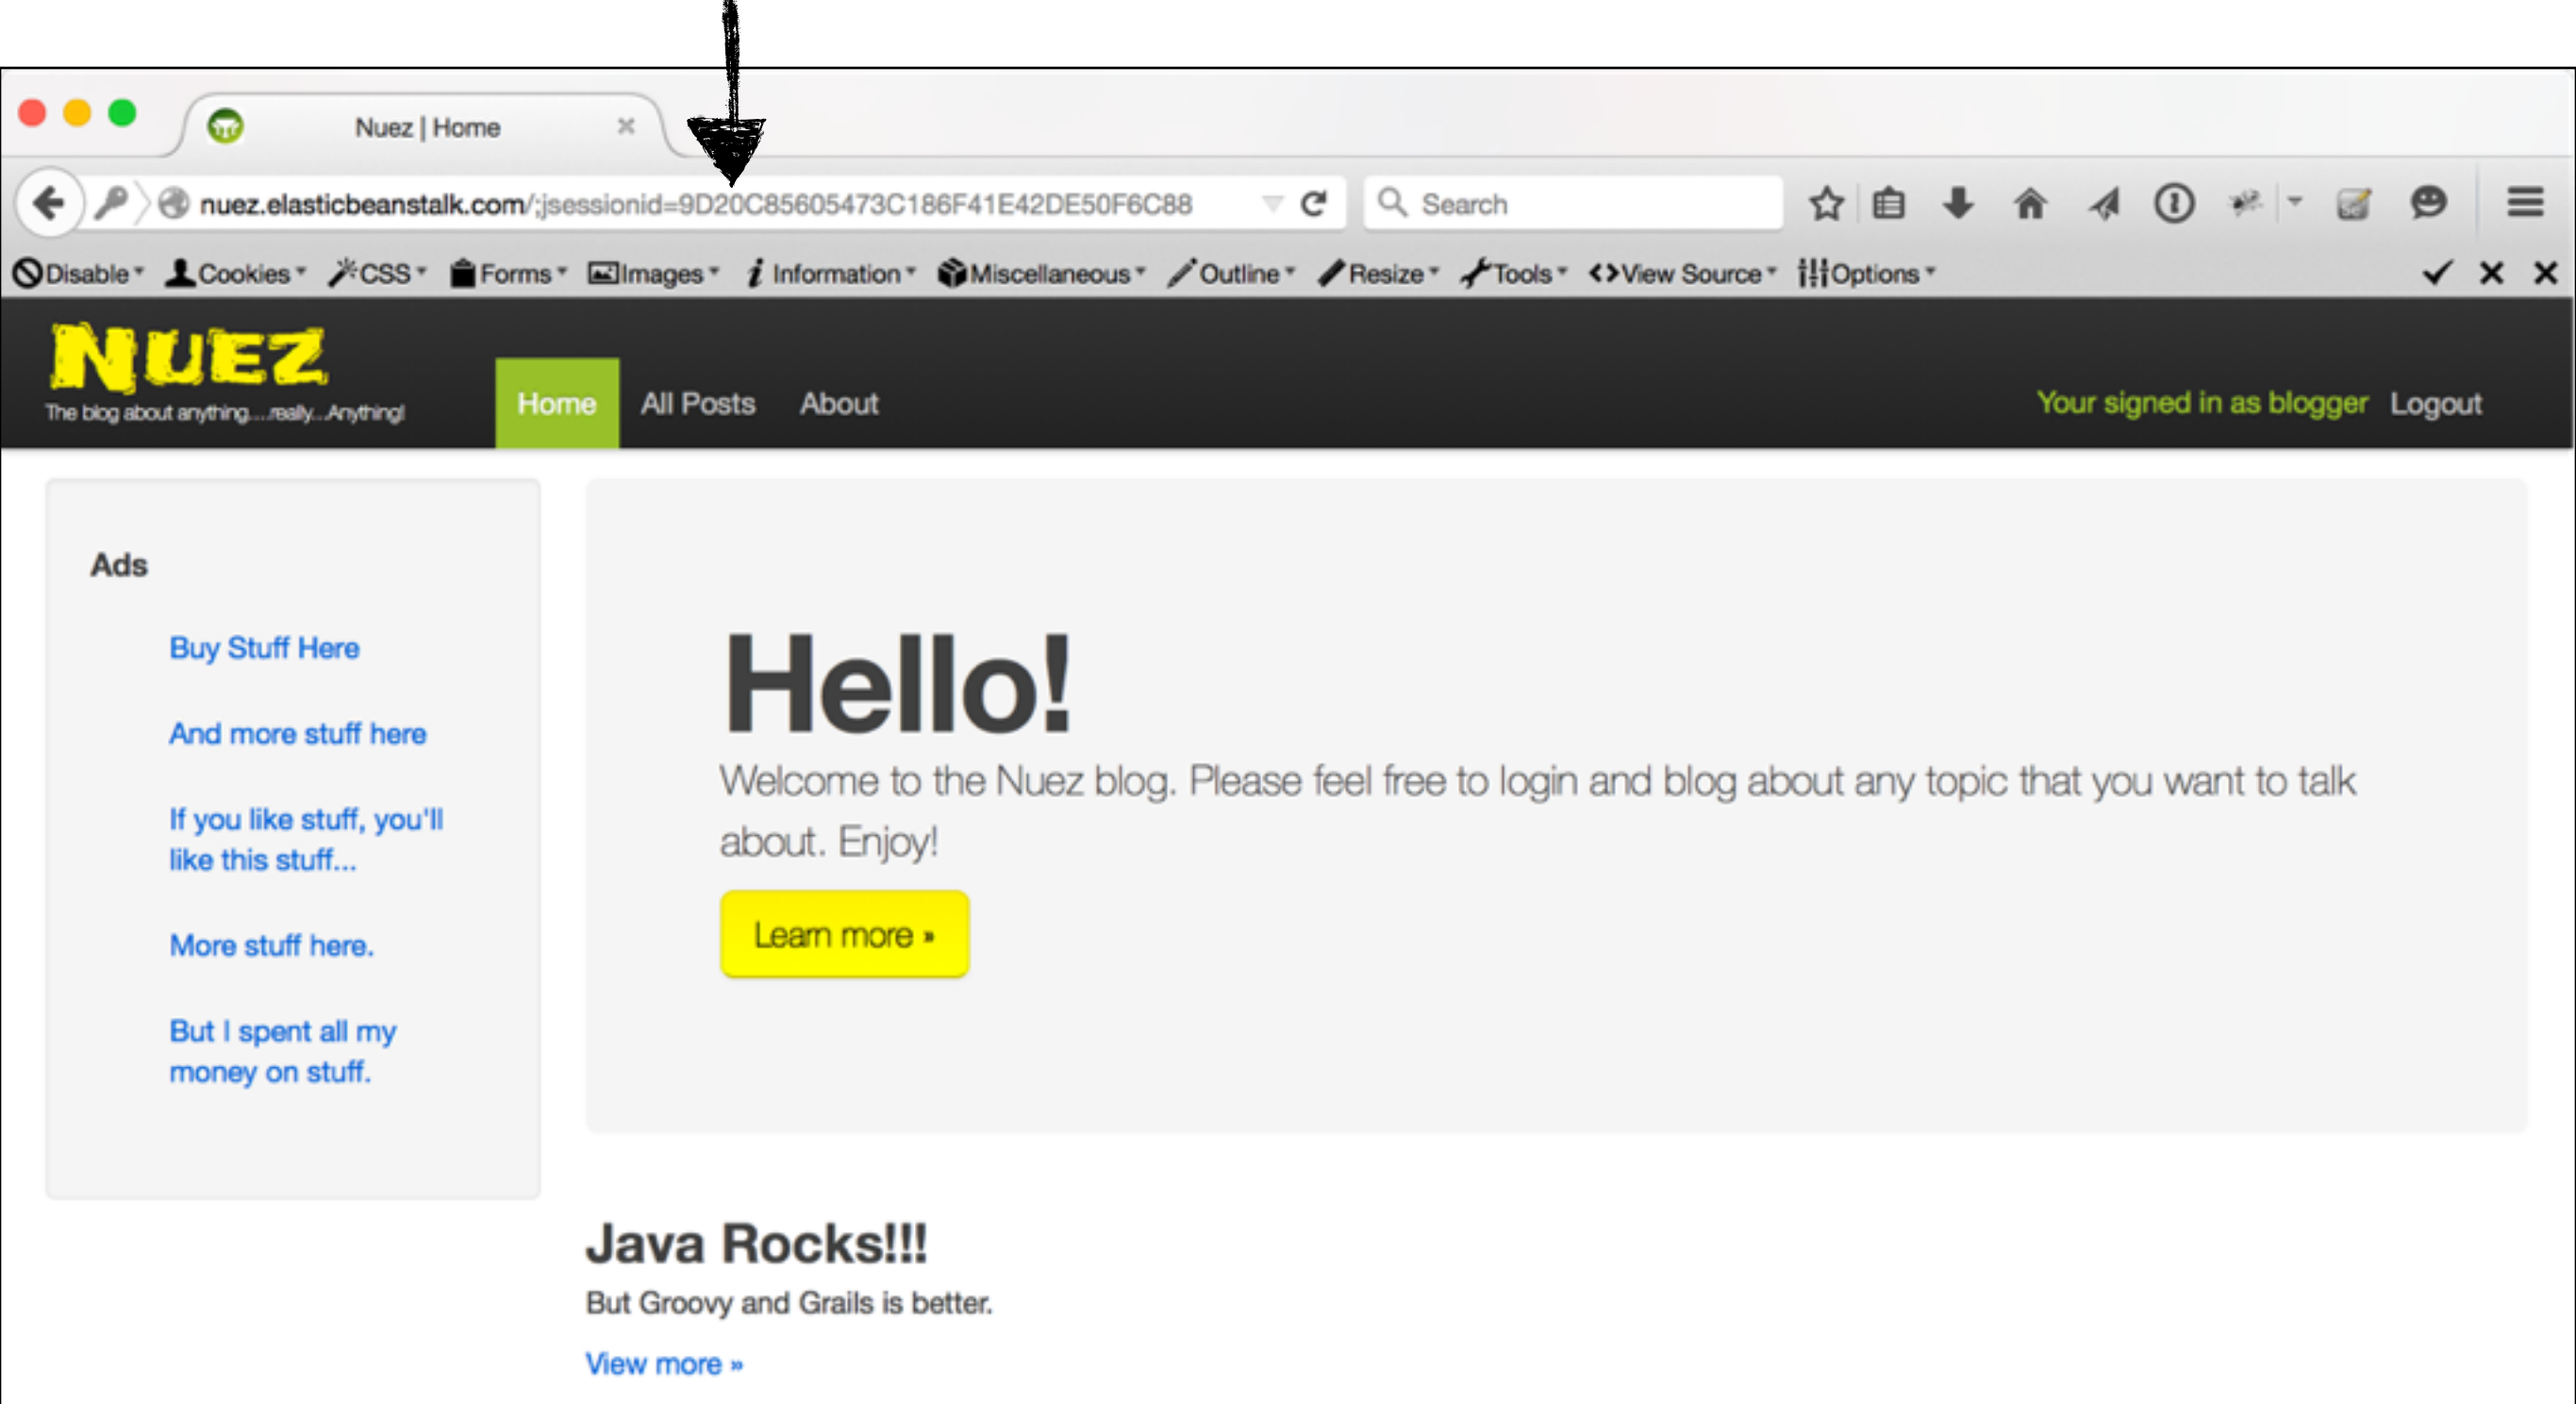 Nuez | Home
nuez.elasticbeanstalk.com/;jsessionid=9D20C85605473C186F41E42DE50F6C88
Search
Disable Cookies CSS Forms Images Information Miscellaneous Outline Resize Tools View Source Options
NUEZ
The blog about anything....really...Anything!
Home All Posts About
Your signed in as blogger Logout
Ads
Buy Stuff Here
And more stuff here
If you like stuff, you'll
like this stuff...
More stuff here.
But I spent all my
money on stuff.
Hello!
Welcome to the Nuez blog. Please feel free to login and blog about any topic that you want to talk
about. Enjoy!
Learn more »
Java Rocks!!!
But Groovy and Grails is better.
View more »